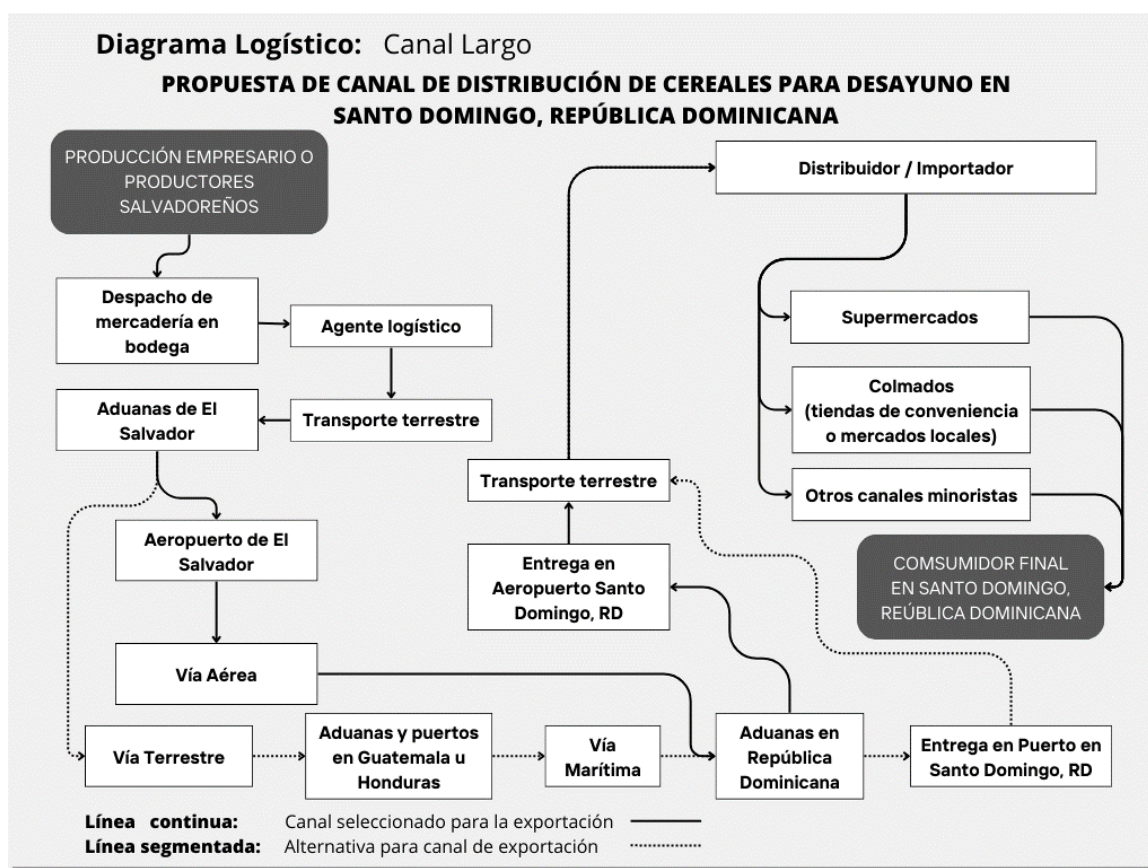 Diagrama Logístico: Canal Largo
PROPUESTA DE CANAL DE DISTRIBUCIÓN DE CEREALES PARA DESAYUNO EN
SANTO DOMINGO, REPÚBLICA DOMINICANA
PRODUCCIÓN EMPRESARIO O
PRODUCTORES
SALVADOREÑOS
Despacho de
mercadería en
bodega
Agente logístico
Transporte terrestre
Aduanas de El
Salvador
Aeropuerto de El
Salvador
Vía Aérea
Vía Terrestre
Aduanas y puertos
en Guatemala u
Honduras
Vía
Marítima
Aduanas en
República
Dominicana
Entrega en Puerto en
Santo Domingo, RD
Entrega en
Aeropuerto Santo
Domingo, RD
Transporte terrestre
Distribuidor / Importador
Supermercados
Colmados
(tiendas de conveniencia
o mercados locales)
Otros canales minoristas
COMSUMIDOR FINAL
EN SANTO DOMINGO,
REÚBLICA DOMINICANA
Línea continua: Canal seleccionado para la exportación
Línea segmentada: Alternativa para canal de exportación